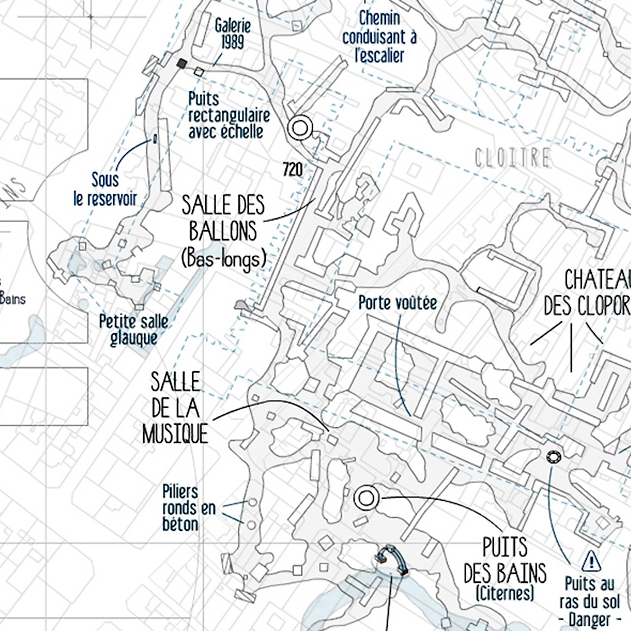 Galerie
1989
Chemin
conduisant à
l'escalier
Puits
rectangulaire
avec échelle
CLOITRE
720
Sous
le reservoir
SALLE DES
BALLONS
(Bas-longs)
Bains
CHATEAU
DES CLOPOR
Porte voûtée
Petite salle
glauque
SALLE
DE LA
MUSIQUE
Piliers
ronds en
béton
PUITS
DES BAINS
(Citernes)
Puits au
ras du sol
- Danger -